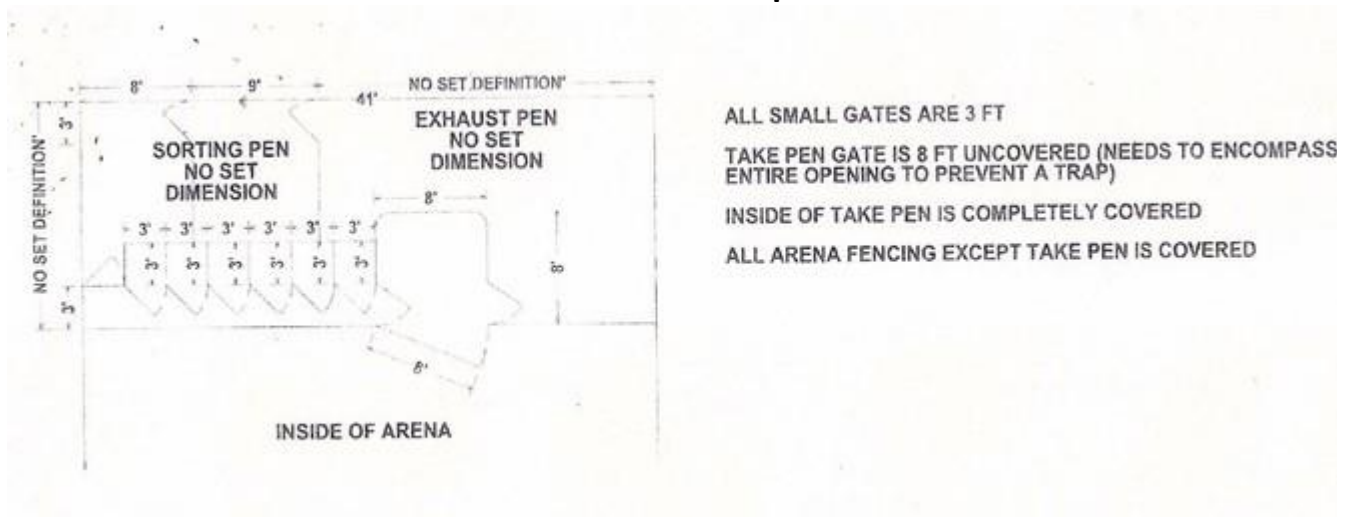 8' 9' NO SET DEFINITION"
41'
3'
EXHAUST PEN
NO SET
DIMENSION
SORTING PEN
NO SET
DIMENSION
NO SET DEFINITION"
8'
3' 3' 3' 3' 3' 3'
3' 3' 3' 3' 3' 3'
8'
3'
8'
INSIDE OF ARENA
ALL SMALL GATES ARE 3 FT
TAKE PEN GATE IS 8 FT UNCOVERED (NEEDS TO ENCOMPASS
ENTIRE OPENING TO PREVENT A TRAP)
INSIDE OF TAKE PEN IS COMPLETELY COVERED
ALL ARENA FENCING EXCEPT TAKE PEN IS COVERED